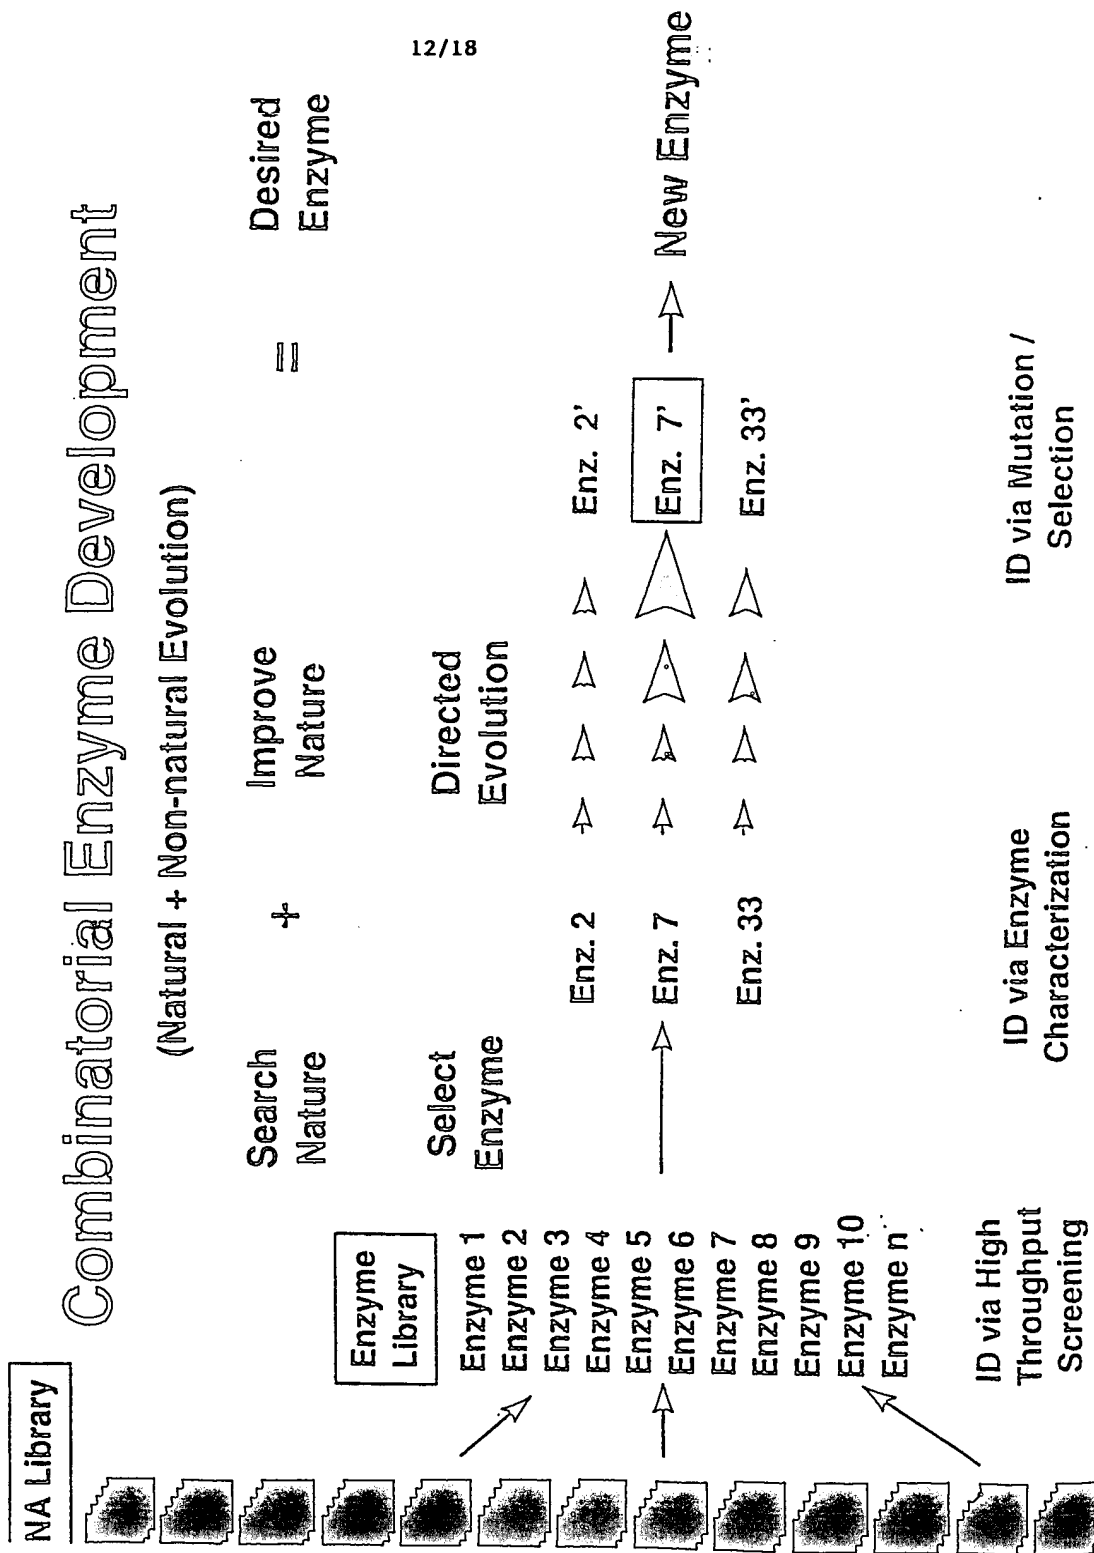 12/18
NA Library
Combinatorial Enzyme Development
(Natural + Non-natural Evolution)
Search
Nature
+
Improve
Nature
=
Desired
Enzyme
Enzyme
Library
Select
Enzyme
Directed
Evolution
Enzyme 1
Enzyme 2
Enzyme 3
Enzyme 4
Enzyme 5
Enzyme 6
Enzyme 7
Enzyme 8
Enzyme 9
Enzyme 10
Enzyme n
Enz. 2
Enz. 7
Enz. 33
Enz. 2'
Enz. 7'
Enz. 33'
New Enzyme
ID via High
Throughput
Screening
ID via Enzyme
Characterization
ID via Mutation /
Selection